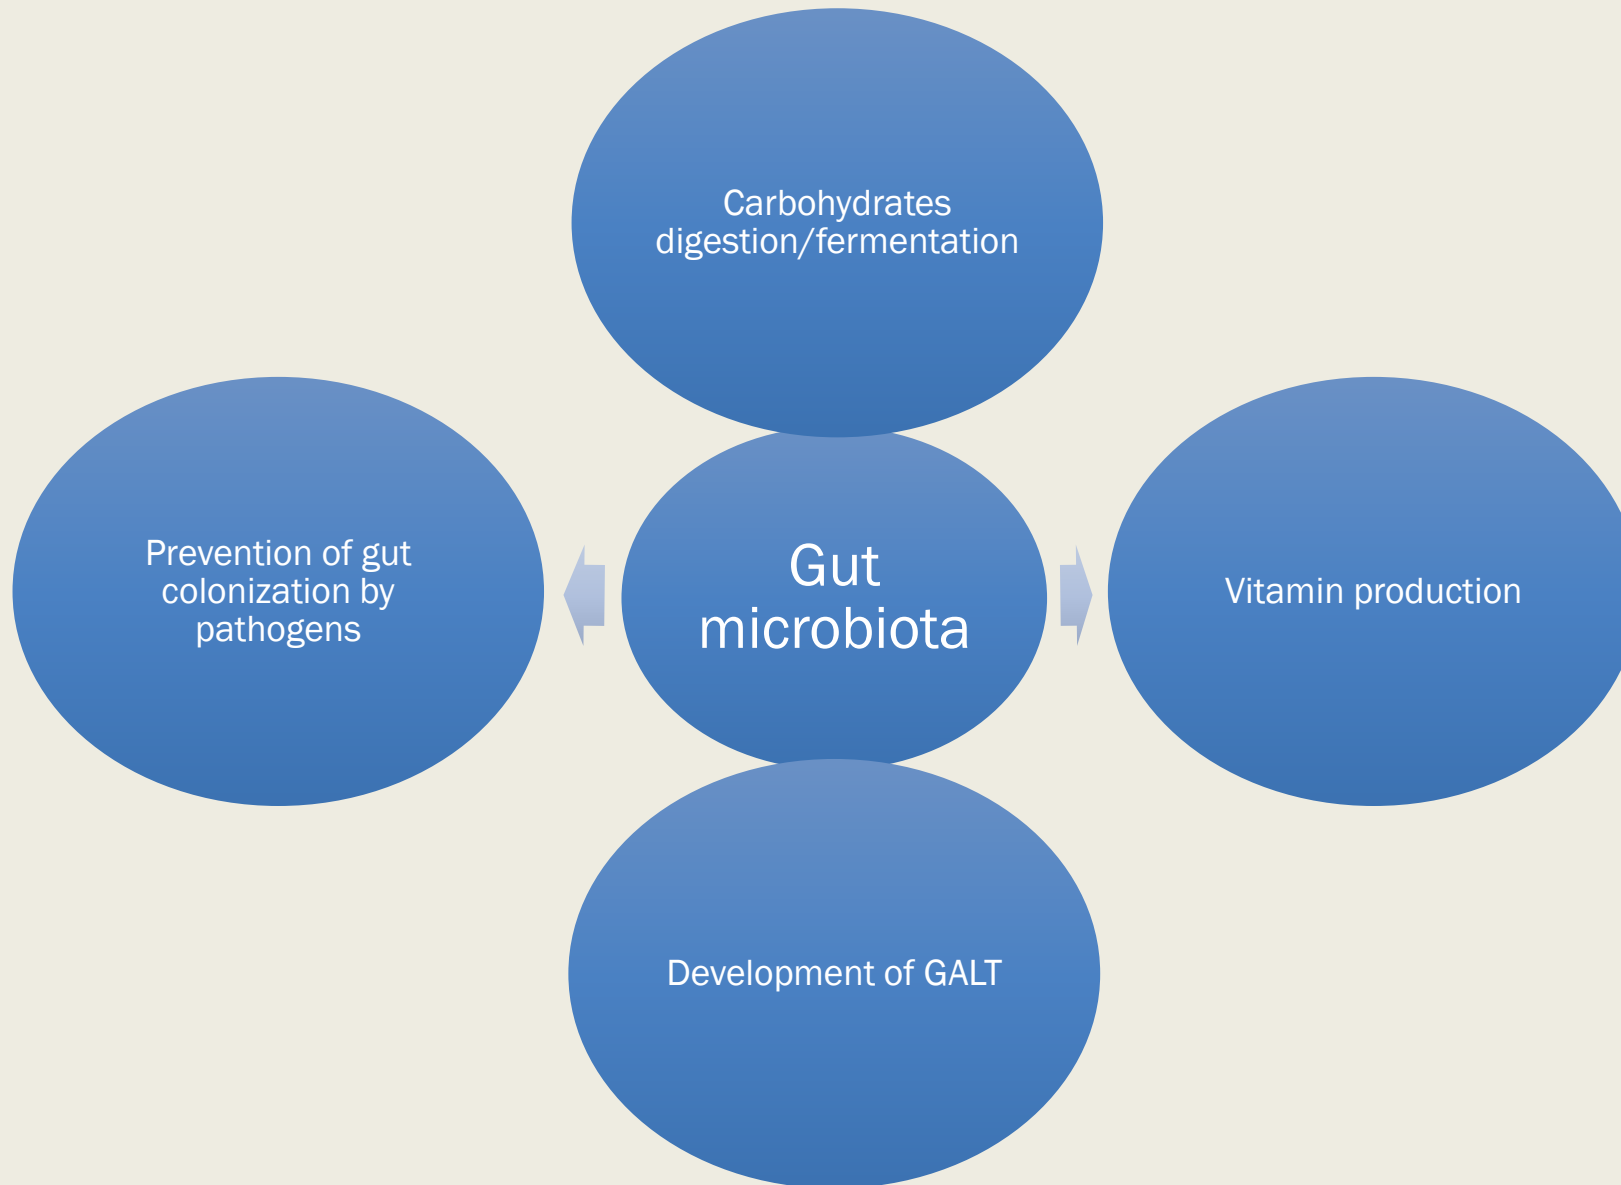 Carbohydrates
digestion/fermentation
Prevention of gut
colonization by
pathogens
Gut
microbiota
Vitamin production
Development of GALT